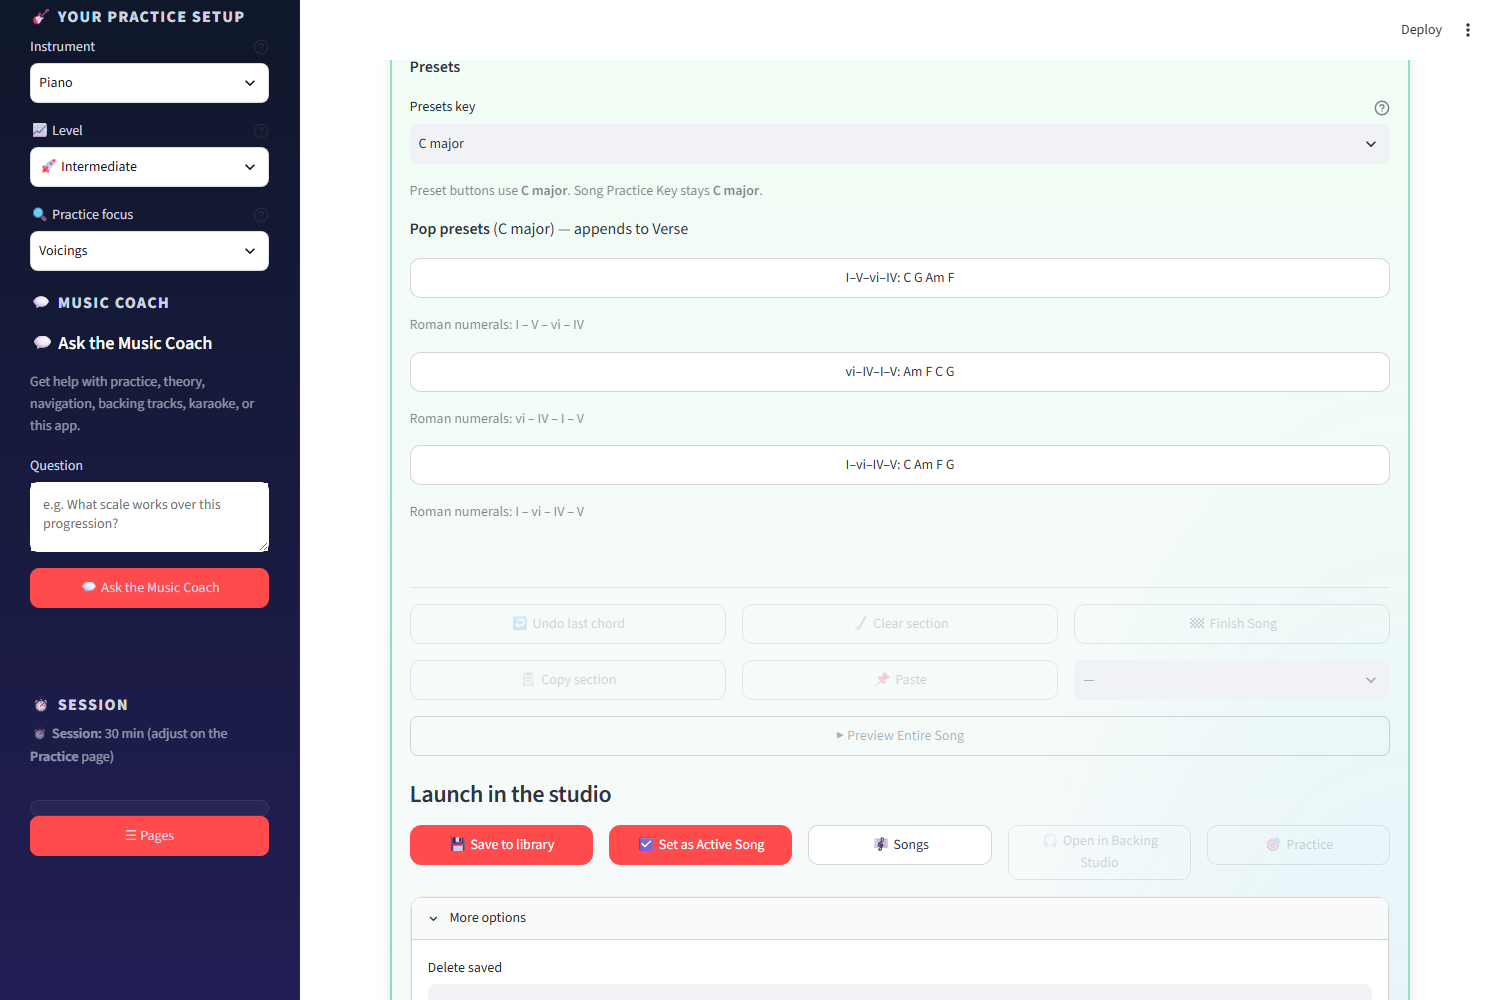 YOUR PRACTICE SETUP
Instrument
Piano
Level
Intermediate
Practice focus
Voicings
MUSIC COACH
Ask the Music Coach
Get help with practice, theory,
navigation, backing tracks, karaoke, or
this app.
Question
e.g. What scale works over this
progression?
Ask the Music Coach
SESSION
Session: 30 min (adjust on the
Practice page)
☰ Pages
Deploy
Presets
Presets key
C major
Preset buttons use C major. Song Practice Key stays C major.
Pop presets (C major) — appends to Verse
I–V–vi–IV: C G Am F
Roman numerals: I – V – vi – IV
vi–IV–I–V: Am F C G
Roman numerals: vi – IV – I – V
I–vi–IV–V: C Am F G
Roman numerals: I – vi – IV – V
Undo last chord
Clear section
Finish Song
Copy section
Paste
—
Preview Entire Song
Launch in the studio
Save to library
Set as Active Song
Songs
Open in Backing
Studio
Practice
More options
Delete saved